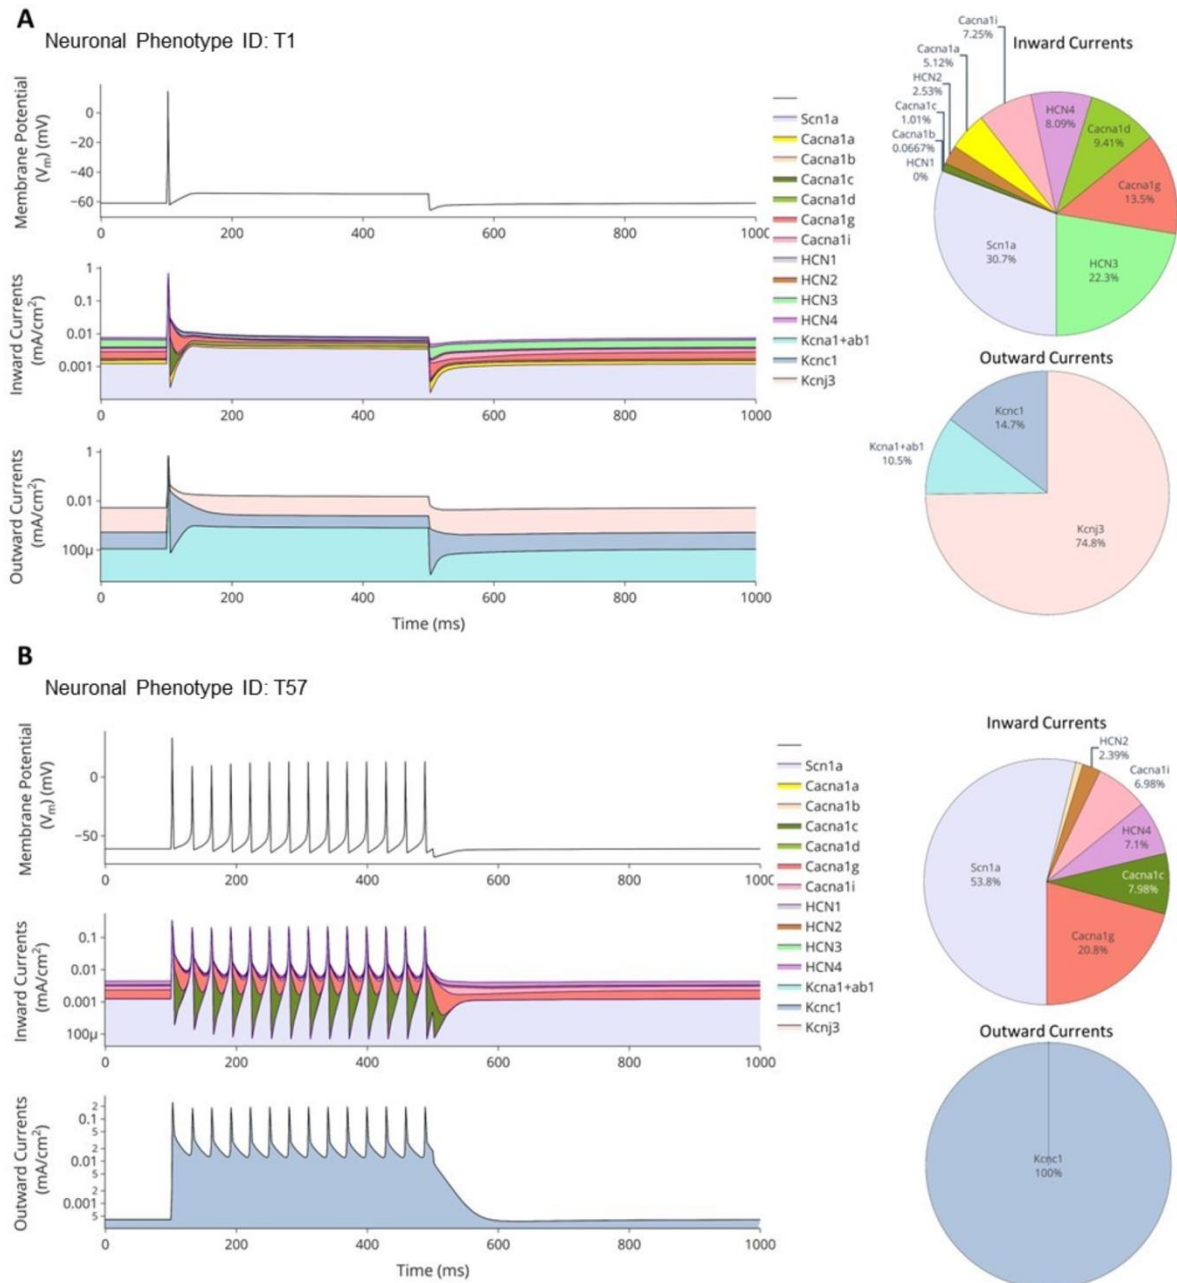 A
Neuronal Phenotype ID: T1
Membrane Potential
(Vm) (mV)
0
−20
−40
−60
0
200
400
600
800
1000
Inward Currents
(mA/cm²)
1
0.1
0.01
0.001
0
200
400
600
800
1000
Outward Currents
(mA/cm²)
1
0.01
100μ
0
200
400
600
800
1000
Time (ms)
Scn1a
Cacna1a
Cacna1b
Cacna1c
Cacna1d
Cacna1g
Cacna1i
HCN1
HCN2
HCN3
HCN4
Kcna1+ab1
Kcnc1
Kcnj3
Inward Currents
Cacna1i
7.25%
Cacna1a
5.12%
HCN2
2.53%
Cacna1c
1.01%
Cacna1b
0.0667%
HCN1
0%
HCN4
8.09%
Cacna1d
9.41%
Cacna1g
13.5%
HCN3
22.3%
Scn1a
30.7%
Outward Currents
Kcnc1
14.7%
Kcna1+ab1
10.5%
Kcnj3
74.8%
B
Neuronal Phenotype ID: T57
Membrane Potential
(Vm) (mV)
0
−50
0
200
400
600
800
1000
Inward Currents
(mA/cm²)
0.1
0.01
0.001
100μ
0
200
400
600
800
1000
Outward Currents
(mA/cm²)
2
0.1
5
2
0.01
5
2
0.001
5
0
200
400
600
800
1000
Time (ms)
Scn1a
Cacna1a
Cacna1b
Cacna1c
Cacna1d
Cacna1g
Cacna1i
HCN1
HCN2
HCN3
HCN4
Kcna1+ab1
Kcnc1
Kcnj3
Inward Currents
HCN2
2.39%
Cacna1i
6.98%
HCN4
7.1%
Cacna1c
7.98%
Cacna1g
20.8%
Scn1a
53.8%
Outward Currents
Kcnc1
100%